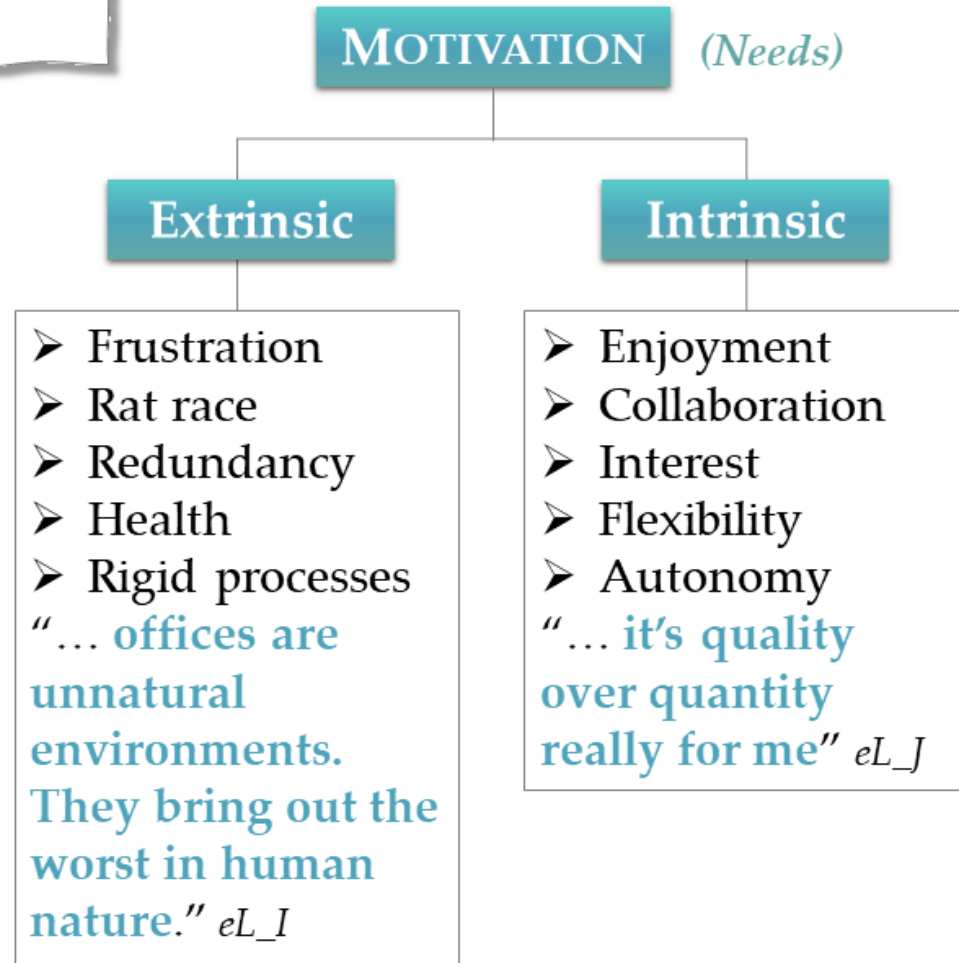 MOTIVATION (Needs)
Extrinsic
➢ Frustration
➢ Rat race
➢ Redundancy
➢ Health
➢ Rigid processes
“… offices are
unnatural
environments.
They bring out the
worst in human
nature.” eL_I
Intrinsic
➢ Enjoyment
➢ Collaboration
➢ Interest
➢ Flexibility
➢ Autonomy
“… it’s quality
over quantity
really for me” eL_J